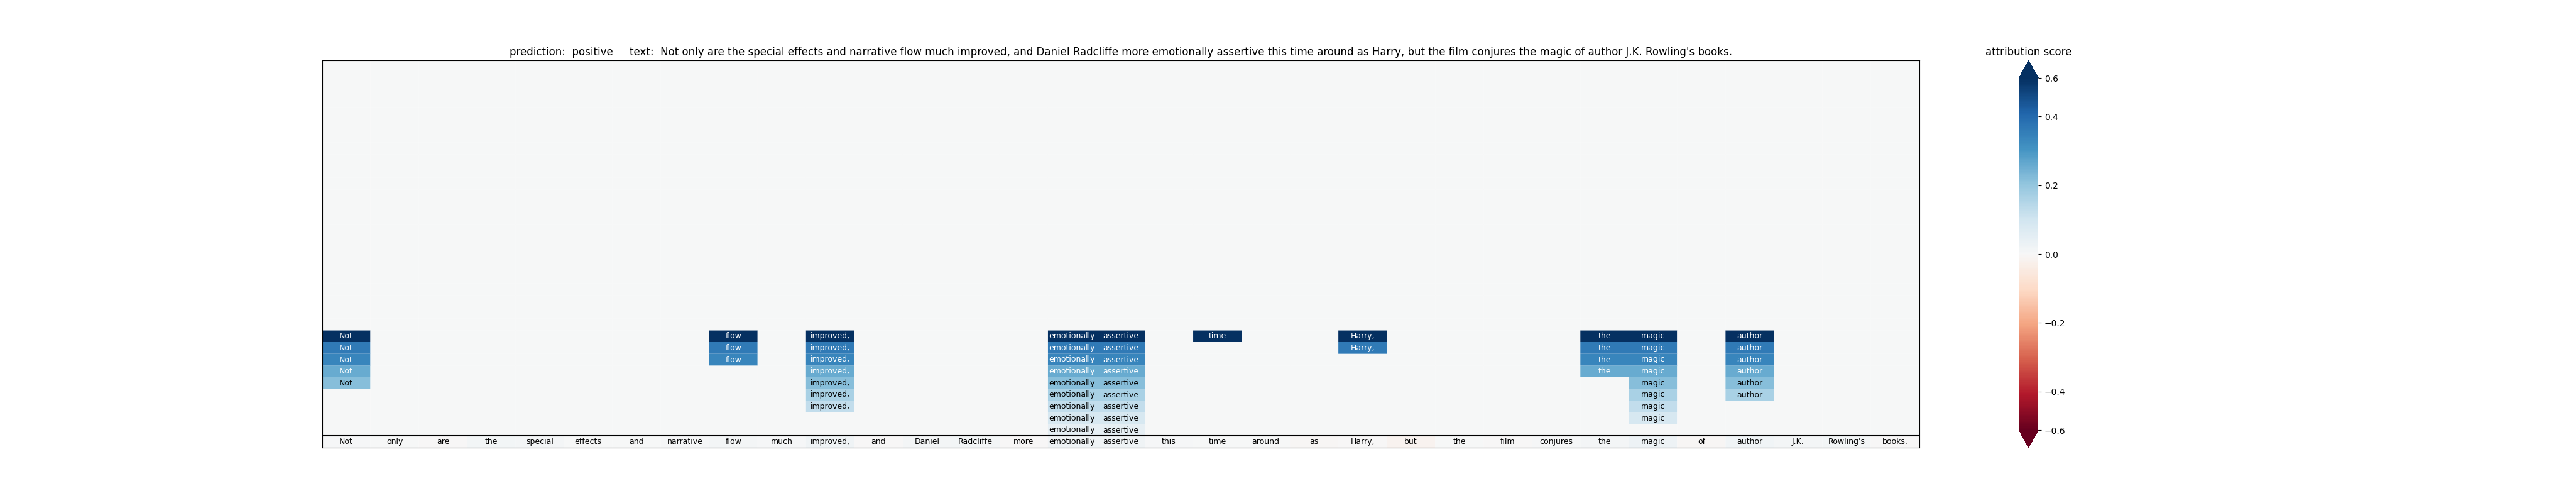 prediction: positive text: Not only are the special effects and narrative flow much improved, and Daniel Radcliffe more emotionally assertive this time around as Harry, but the film conjures the magic of author J.K. Rowling's books.
attribution score
0.6
0.4
0.2
0.0
−0.2
−0.4
−0.6
Not flow improved, emotionally assertive time Harry, the magic author
Not flow improved, emotionally assertive Harry, the magic author
Not flow improved, emotionally assertive the magic author
Not improved, emotionally assertive the magic author
Not improved, emotionally assertive magic author
improved, emotionally assertive magic author
improved, emotionally assertive magic
emotionally assertive magic
emotionally assertive
Not only are the special effects and narrative flow much improved, and Daniel Radcliffe more emotionally assertive this time around as Harry, but the film conjures the magic of author J.K. Rowling's books.